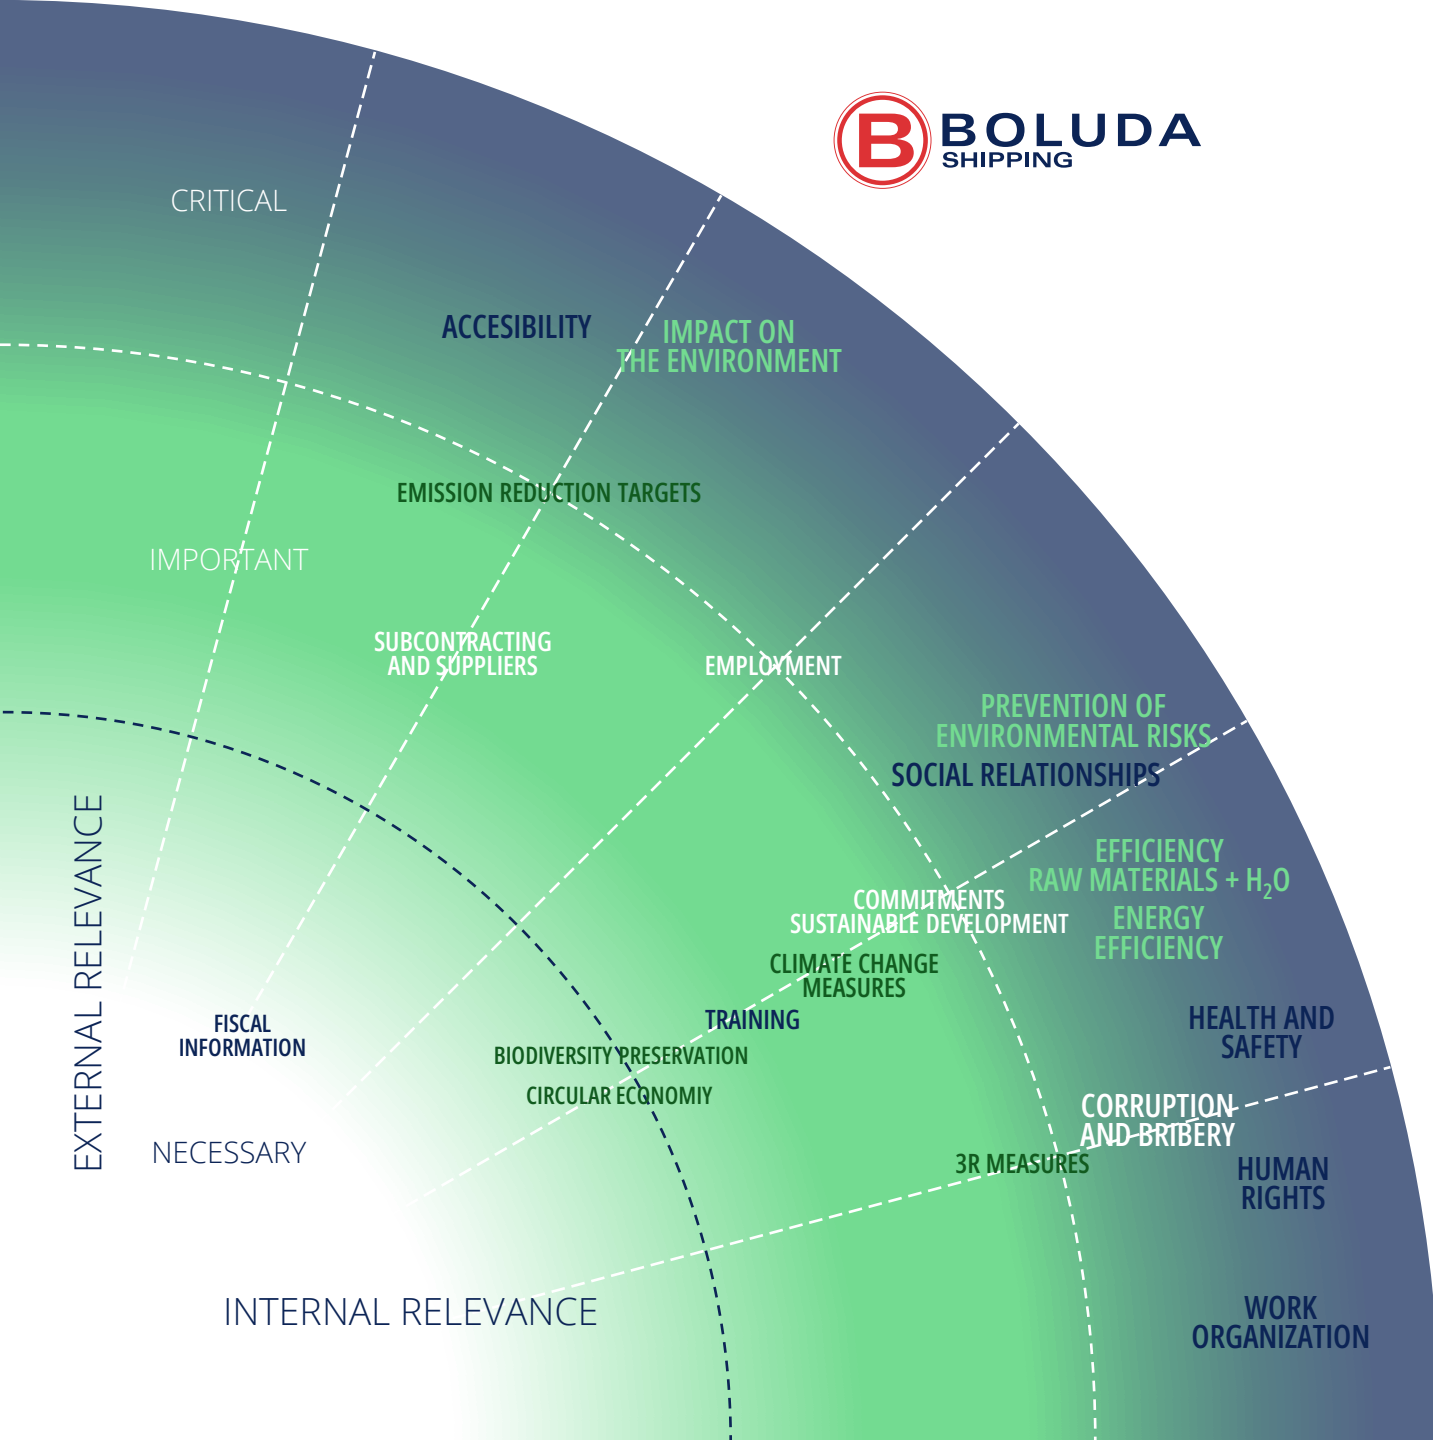 B
BOLUDA
SHIPPING
CRITICAL
ACCESIBILITY
IMPACT ON
THE ENVIRONMENT
EMISSION REDUCTION TARGETS
IMPORTANT
SUBCONTRACTING
AND SUPPLIERS
EMPLOYMENT
PREVENTION OF
ENVIRONMENTAL RISKS
SOCIAL RELATIONSHIPS
EFFICIENCY
RAW MATERIALS + H₂O
ENERGY
EFFICIENCY
COMMITMENTS
SUSTAINABLE DEVELOPMENT
CLIMATE CHANGE
MEASURES
TRAINING
HEALTH AND
SAFETY
FISCAL
INFORMATION
BIODIVERSITY PRESERVATION
CIRCULAR ECONOMIY
CORRUPTION
AND BRIBERY
3R MEASURES
HUMAN
RIGHTS
EXTERNAL RELEVANCE
NECESSARY
INTERNAL RELEVANCE
WORK
ORGANIZATION